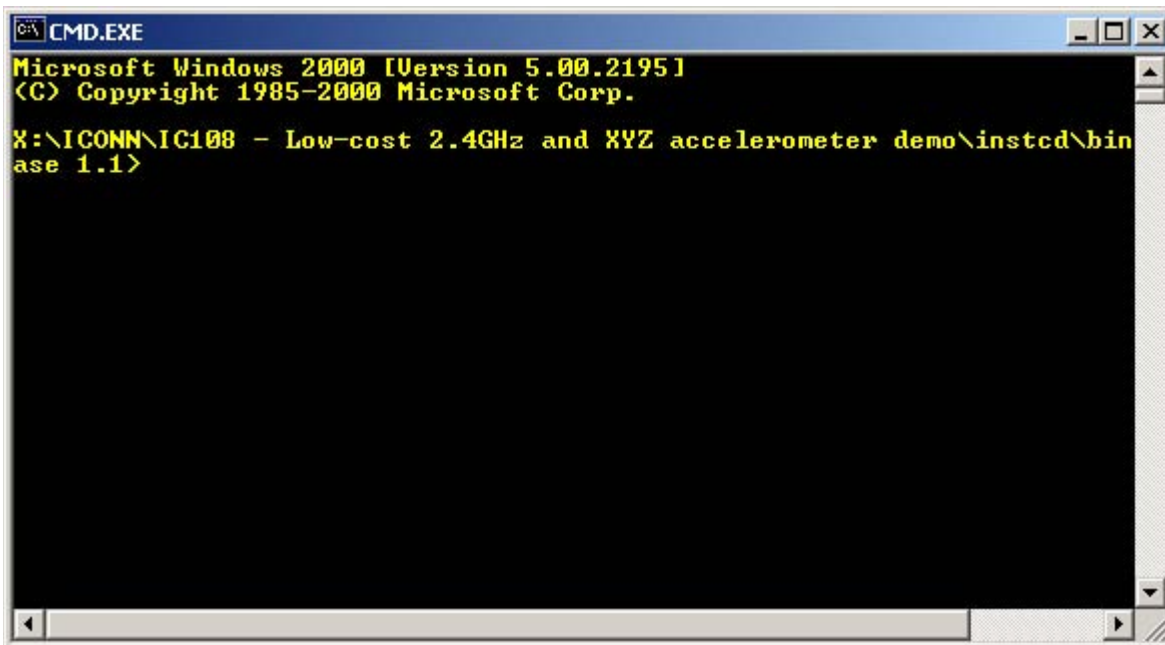 CMD.EXE
Microsoft Windows 2000 [Version 5.00.2195]
(C) Copyright 1985-2000 Microsoft Corp.
X:\ICONN\IC108 - Low-cost 2.4GHz and XYZ accelerometer demo\instcd\bin
ase 1.1>